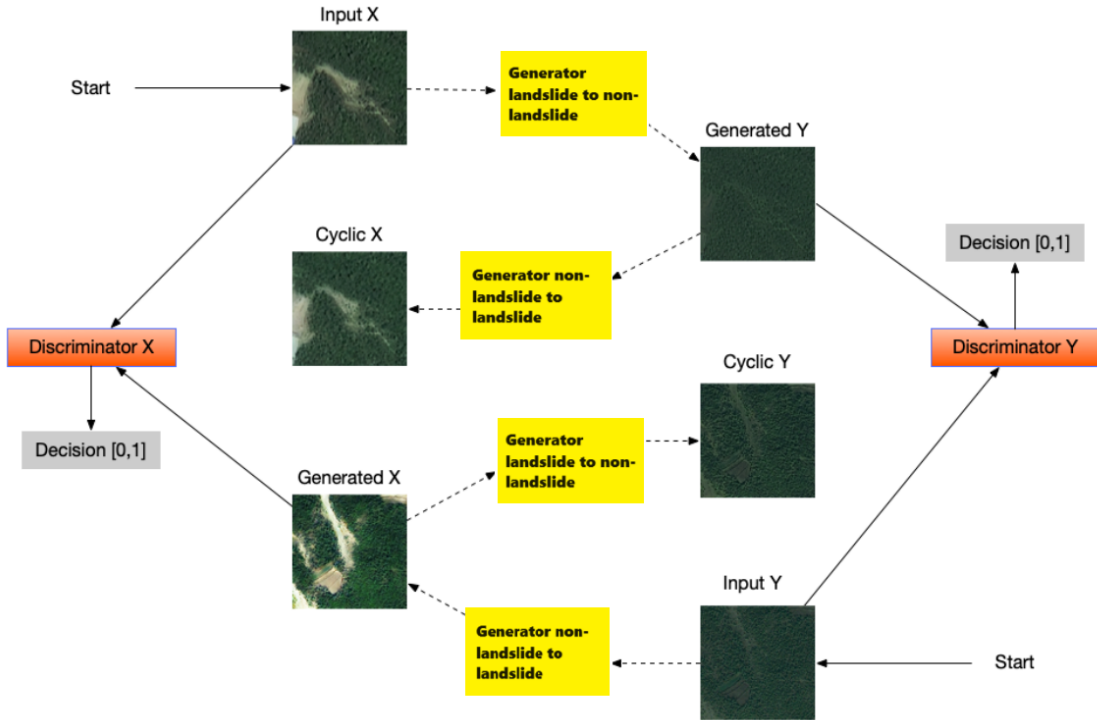 Input X
Start
Generator
landslide to non-
landslide
Generated Y
Cyclic X
Generator non-
landslide to
landslide
Decision [0,1]
Discriminator X
Discriminator Y
Cyclic Y
Decision [0,1]
Generator
landslide to non-
landslide
Generated X
Input Y
Generator non-
landslide to
landslide
Start